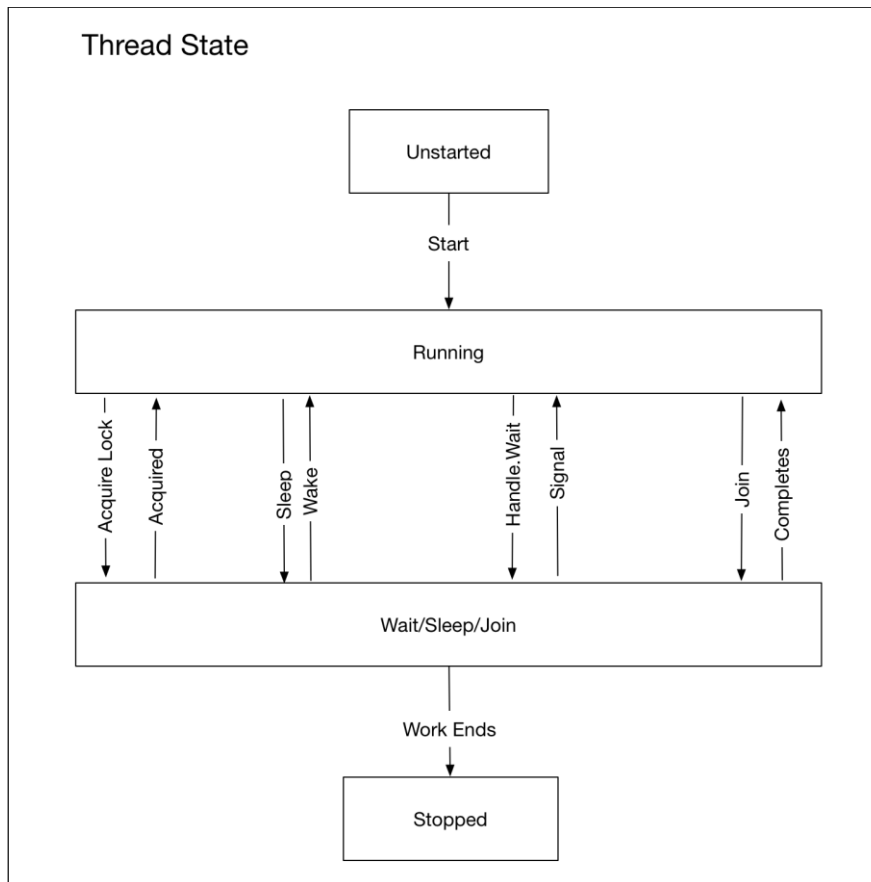 Thread State
Unstarted
Start
Running
Acquire Lock
Acquired
Sleep
Wake
Handle.Wait
Signal
Join
Completes
Wait/Sleep/Join
Work Ends
Stopped